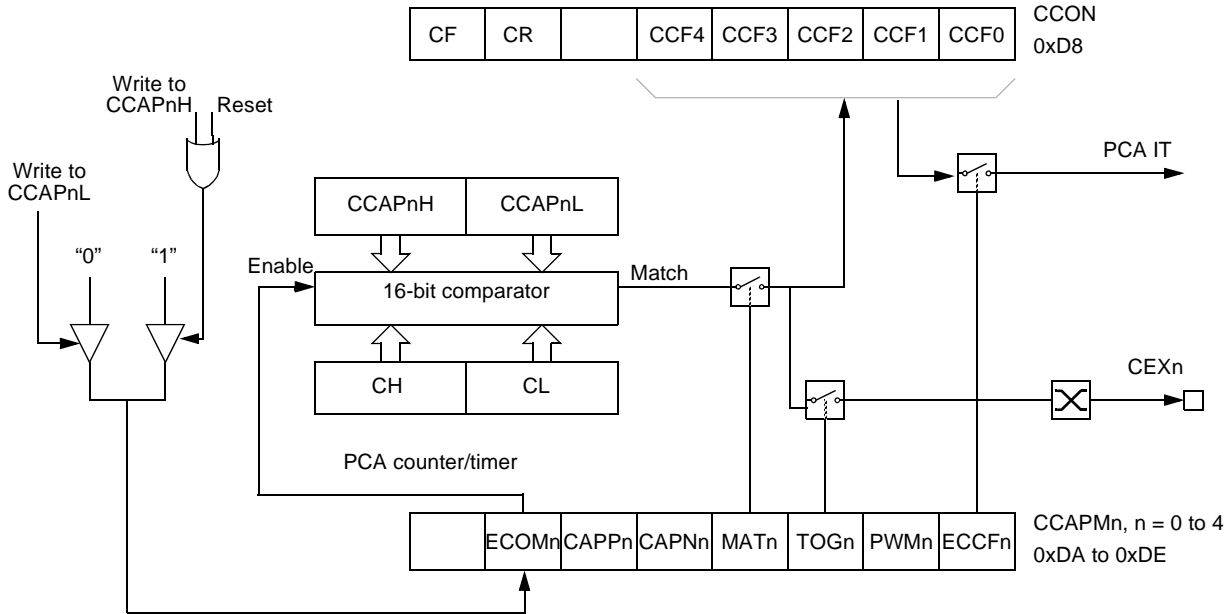 CF CR CCF4 CCF3 CCF2 CCF1 CCF0
CCON
0xD8
Write to
CCAPnH Reset
Write to
CCAPnL
PCA IT
CCAPnH CCAPnL
“0” “1”
Enable
16-bit comparator
Match
CH CL
CEXn
PCA counter/timer
ECOMn CAPPn CAPNn MATn TOGn PWMn ECCFn
CCAPMn, n = 0 to 4
0xDA to 0xDE